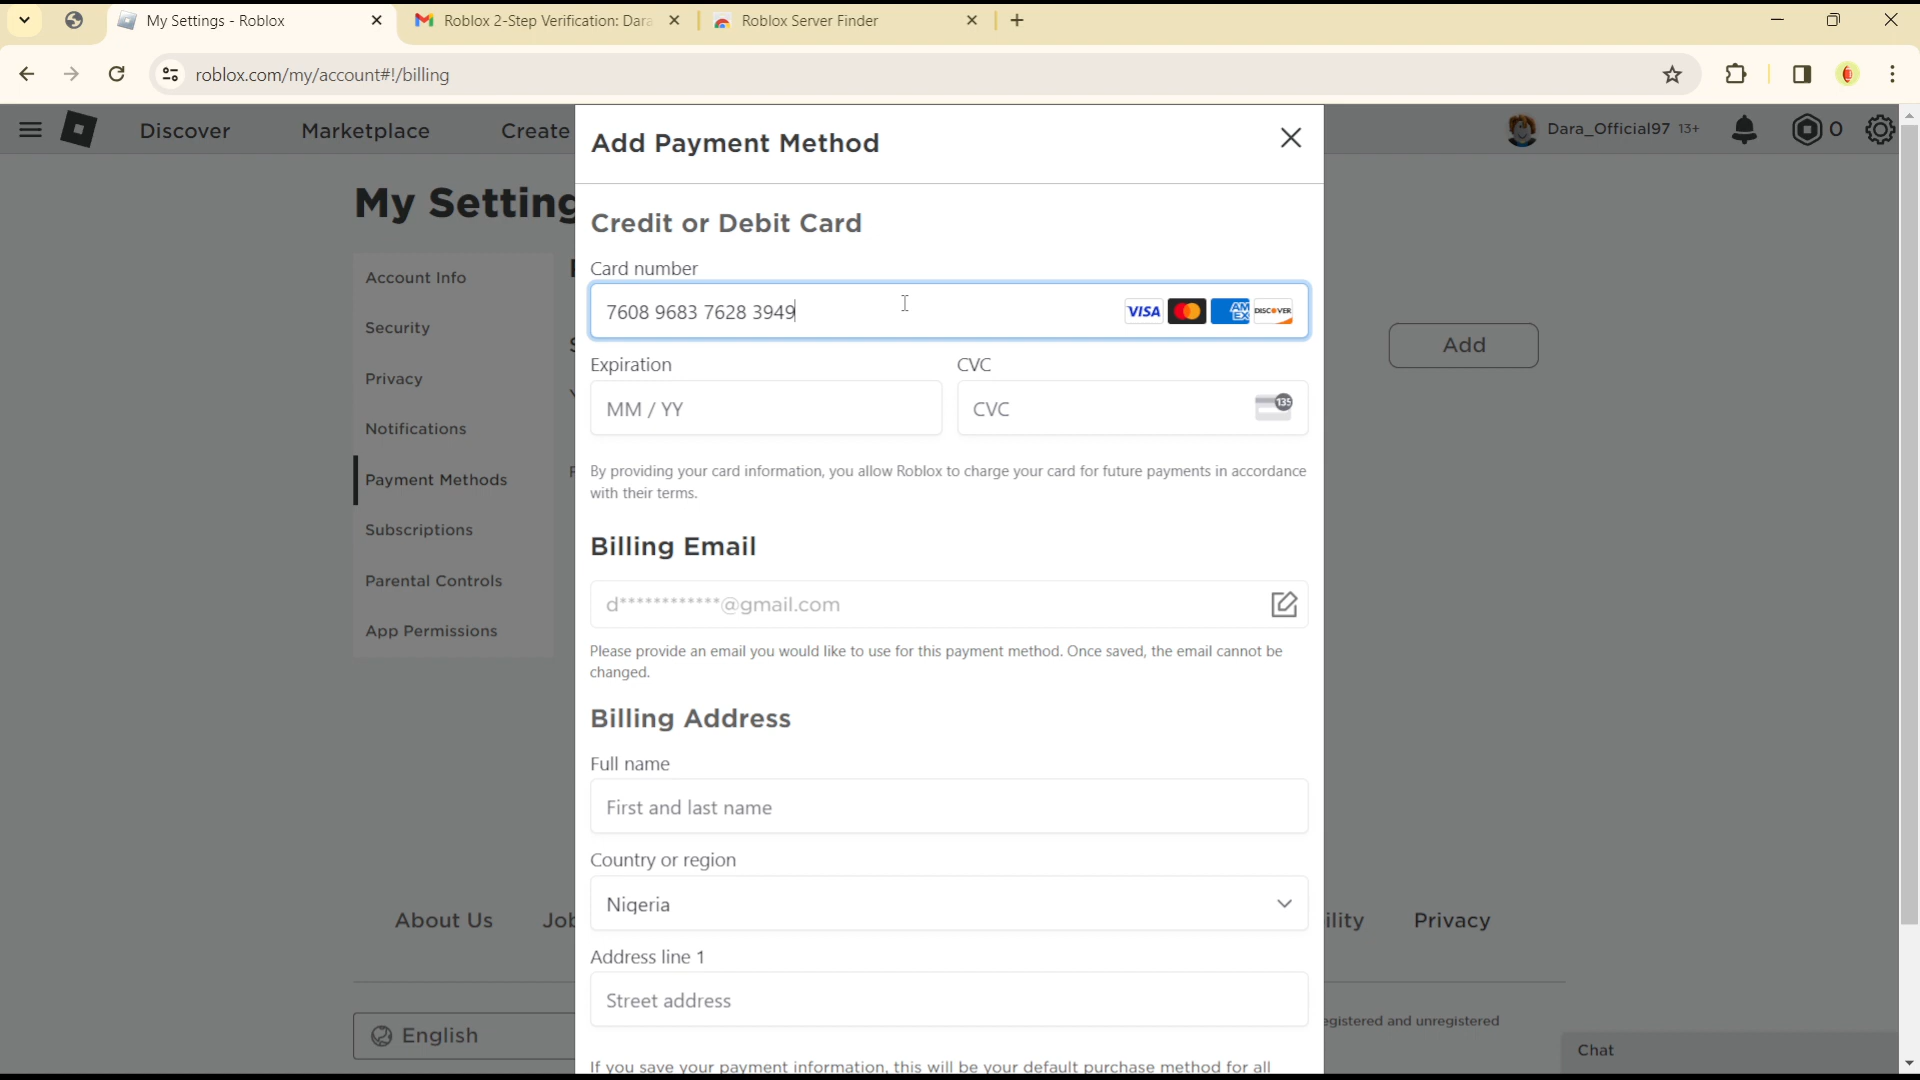 My Settings - Roblox
Roblox 2-Step Verification: Dara
Roblox Server Finder
roblox.com/my/account#!/billing
Discover
Marketplace
Create
Dara_Official97 13+
0
Add Payment Method
My Setting
Credit or Debit Card
Account Info
Card number
7608 9683 7628 3949
VISA
AM
EX
DISCOVER
Security
Add
Expiration
CVC
Privacy
MM / YY
CVC
135
Notifications
By providing your card information, you allow Roblox to charge your card for future payments in accordance
with their terms.
Payment Methods
Subscriptions
Billing Email
Parental Controls
d************@gmail.com
App Permissions
Please provide an email you would like to use for this payment method. Once saved, the email cannot be
changed.
Billing Address
Full name
First and last name
Country or region
Nigeria
About Us
Job
ility
Privacy
Address line 1
Street address
English
egistered and unregistered
Chat
If you save your payment information, this will be your default purchase method for all